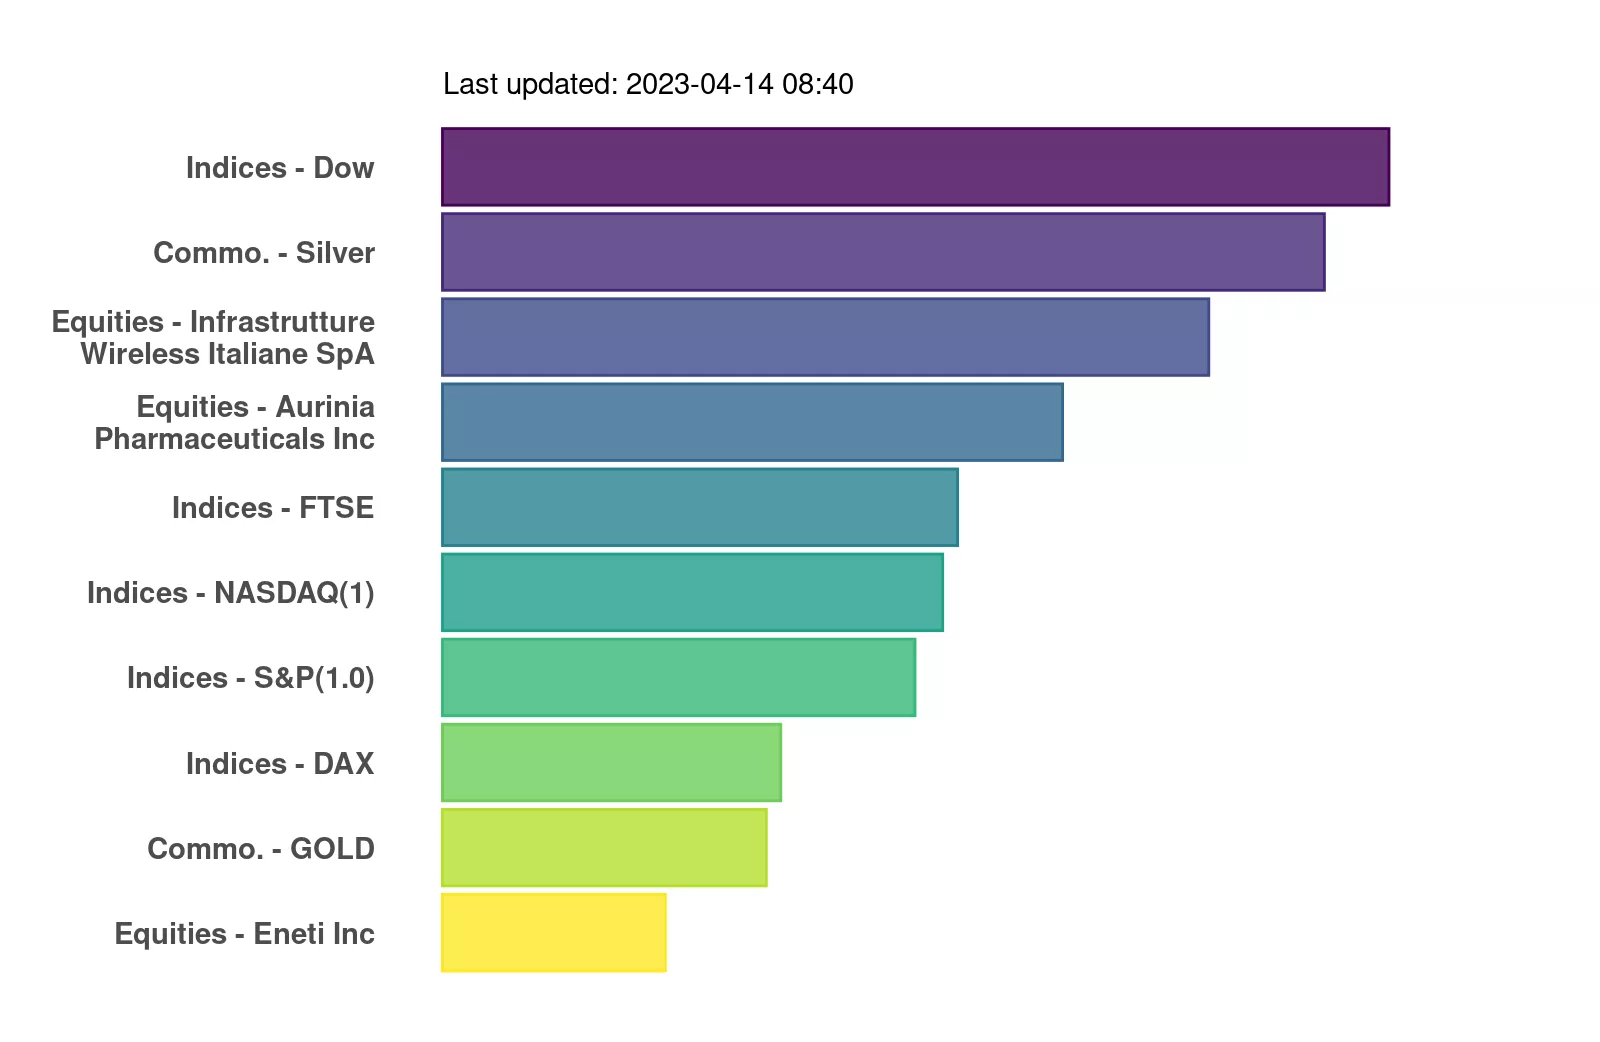 Last updated: 2023-04-14 08:40
Indices - Dow
Commo. - Silver
Equities - Infrastrutture
Wireless Italiane SpA
Equities - Aurinia
Pharmaceuticals Inc
Indices - FTSE
Indices - NASDAQ(1)
Indices - S&P(1.0)
Indices - DAX
Commo. - GOLD
Equities - Eneti Inc